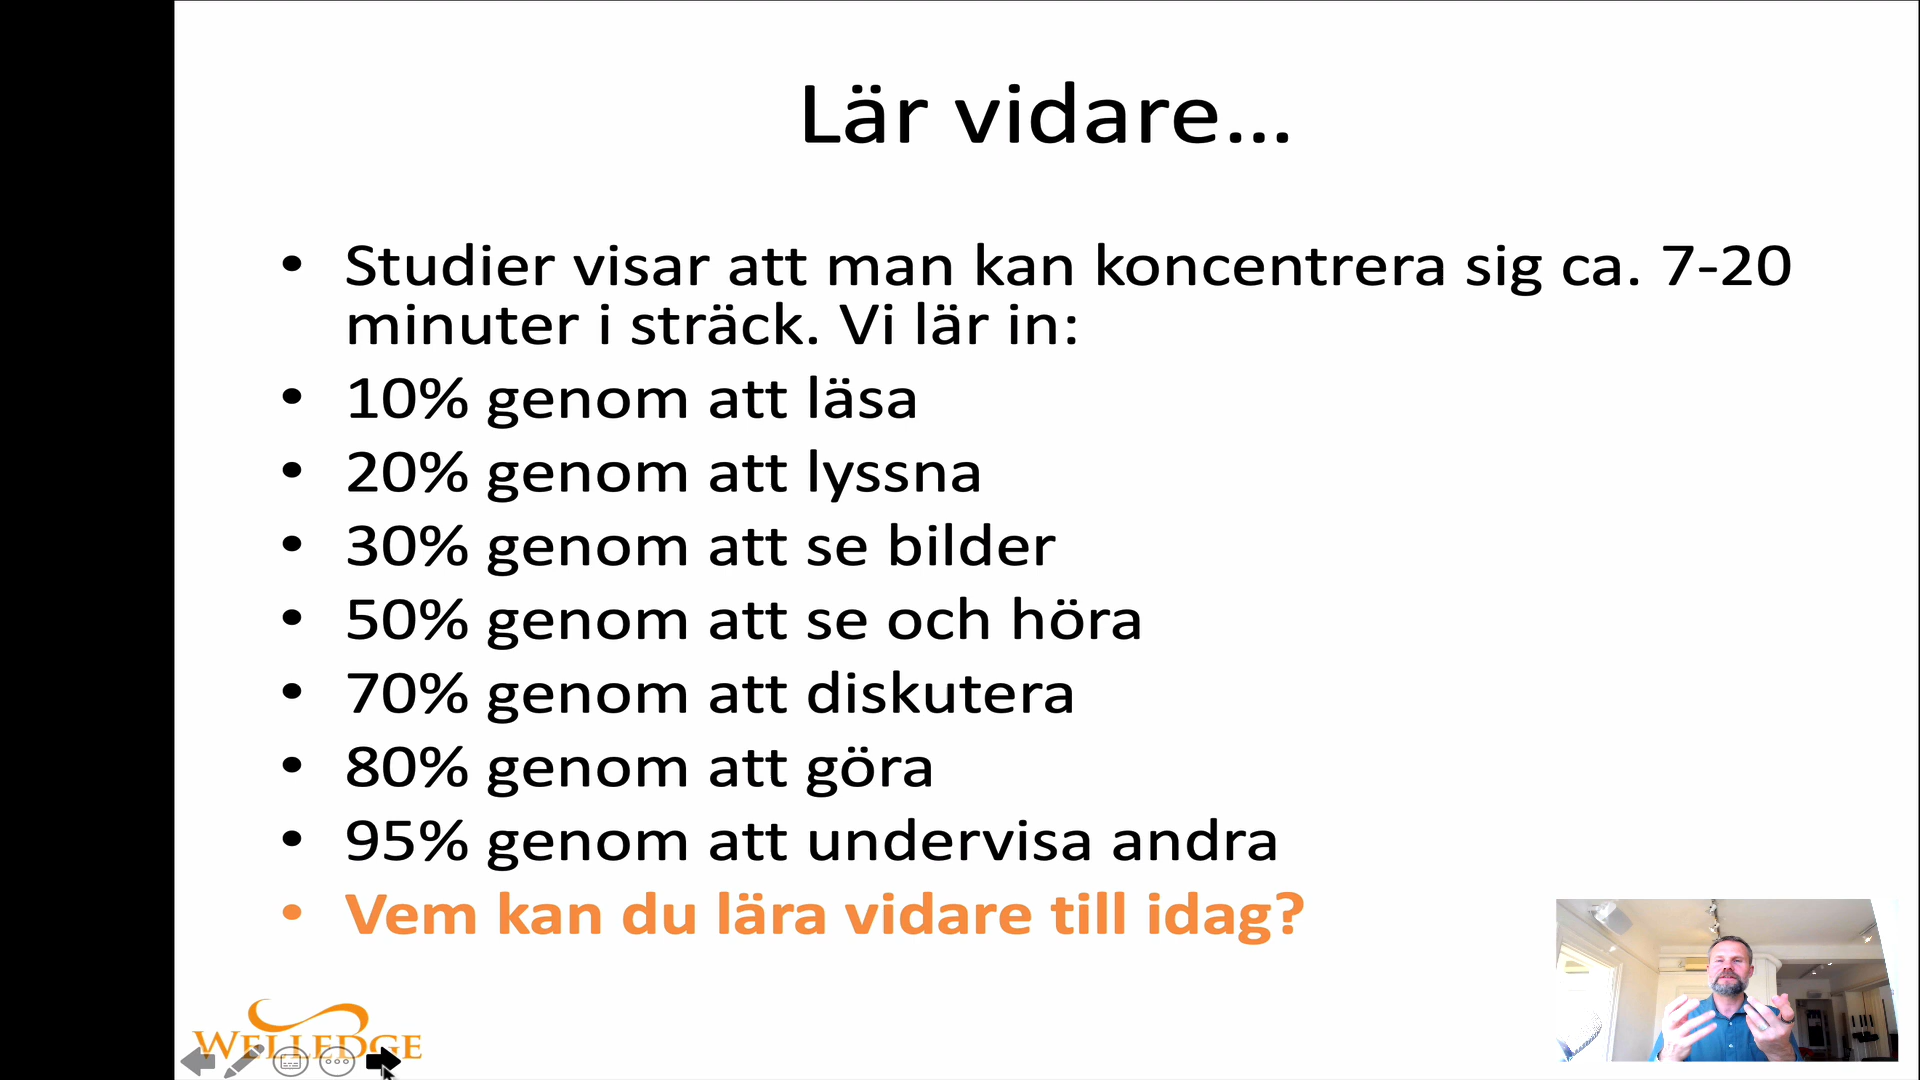 Lär vidare...
• Studier visar att man kan koncentrera sig ca. 7-20
minuter i sträck. Vi lär in:
• 10% genom att läsa
• 20% genom att lyssna
• 30% genom att se bilder
• 50% genom att se och höra
• 70% genom att diskutera
• 80% genom att göra
• 95% genom att undervisa andra
• Vem kan du lära vidare till idag?
WELLEDGE